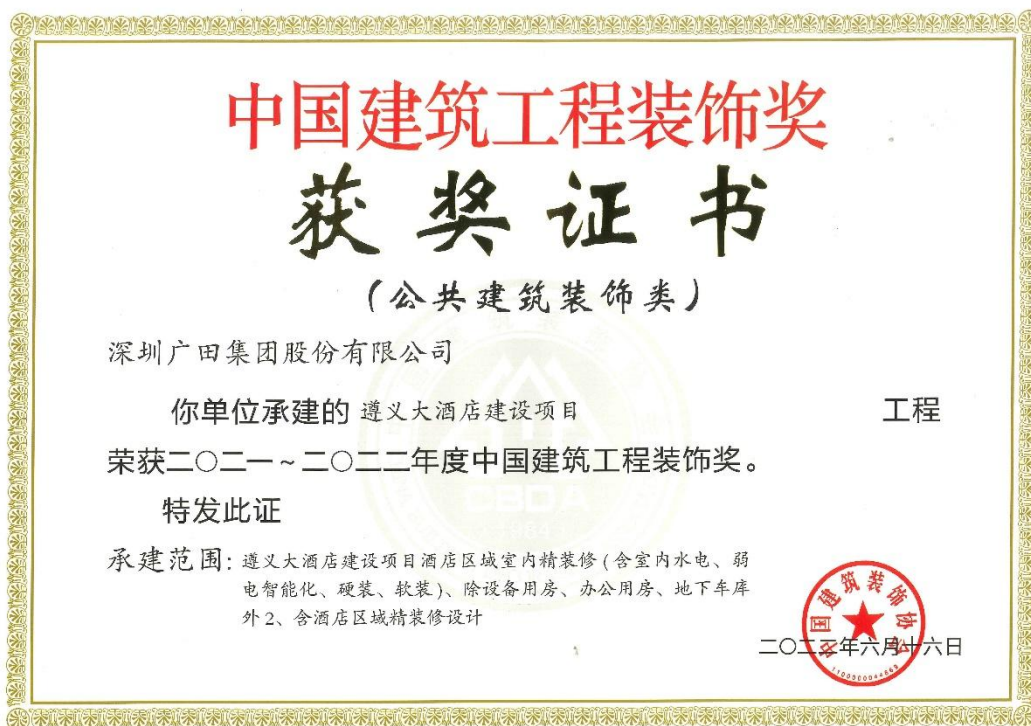 中国建筑工程装饰奖
获奖证书
(公共建筑装饰类)
深圳广田集团股份有限公司
你单位承建的 遵义大酒店建设项目 工程
荣获二〇二一~二〇二二年度中国建筑工程装饰奖。
特发此证
承建范围: 遵义大酒店建设项目酒店区域室内精装修(含室内水电、弱
电智能化、硬装、软装)、除设备用房、办公用房、地下车库
外2、含酒店区域精装修设计
中国建筑装饰协会
二〇二三年六月十六日
CBDA